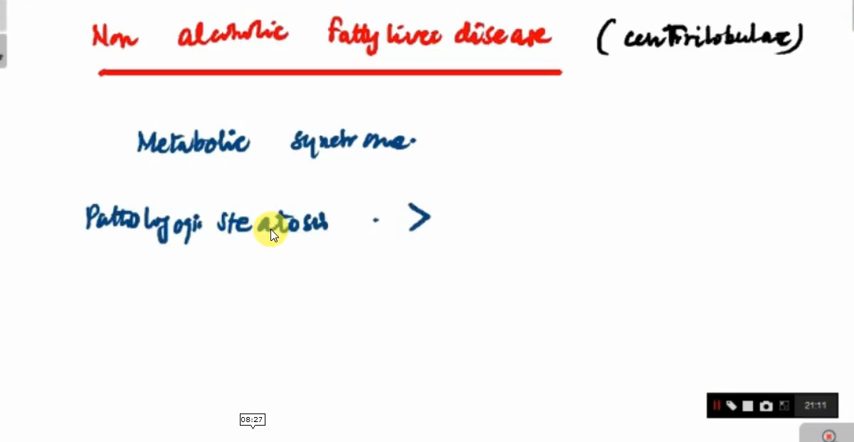 Non alcoholic fatty liver disease (centrilobular)
Metabolic syndrome.
Pathologic steatosis . >
08:27
21:11